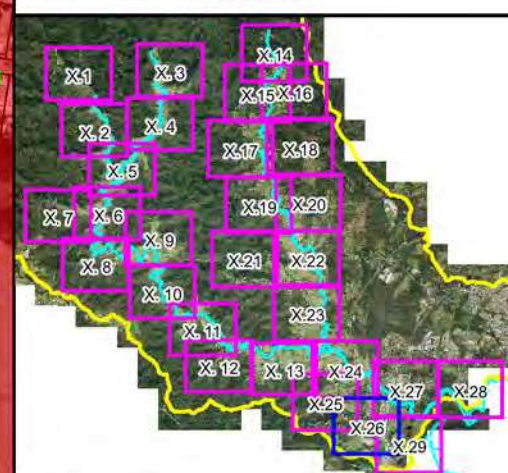 X.14
X.1
X. 3
X.15
X.16
X. 2
X. 4
X.17
X.18
X. 5
X. 7
X. 6
X.19
X.20
X. 9
X. 8
X.21
X.22
X. 10
X.23
X. 11
X. 12
X. 13
X.24
X.27
X.28
X.25
X.26
X.29